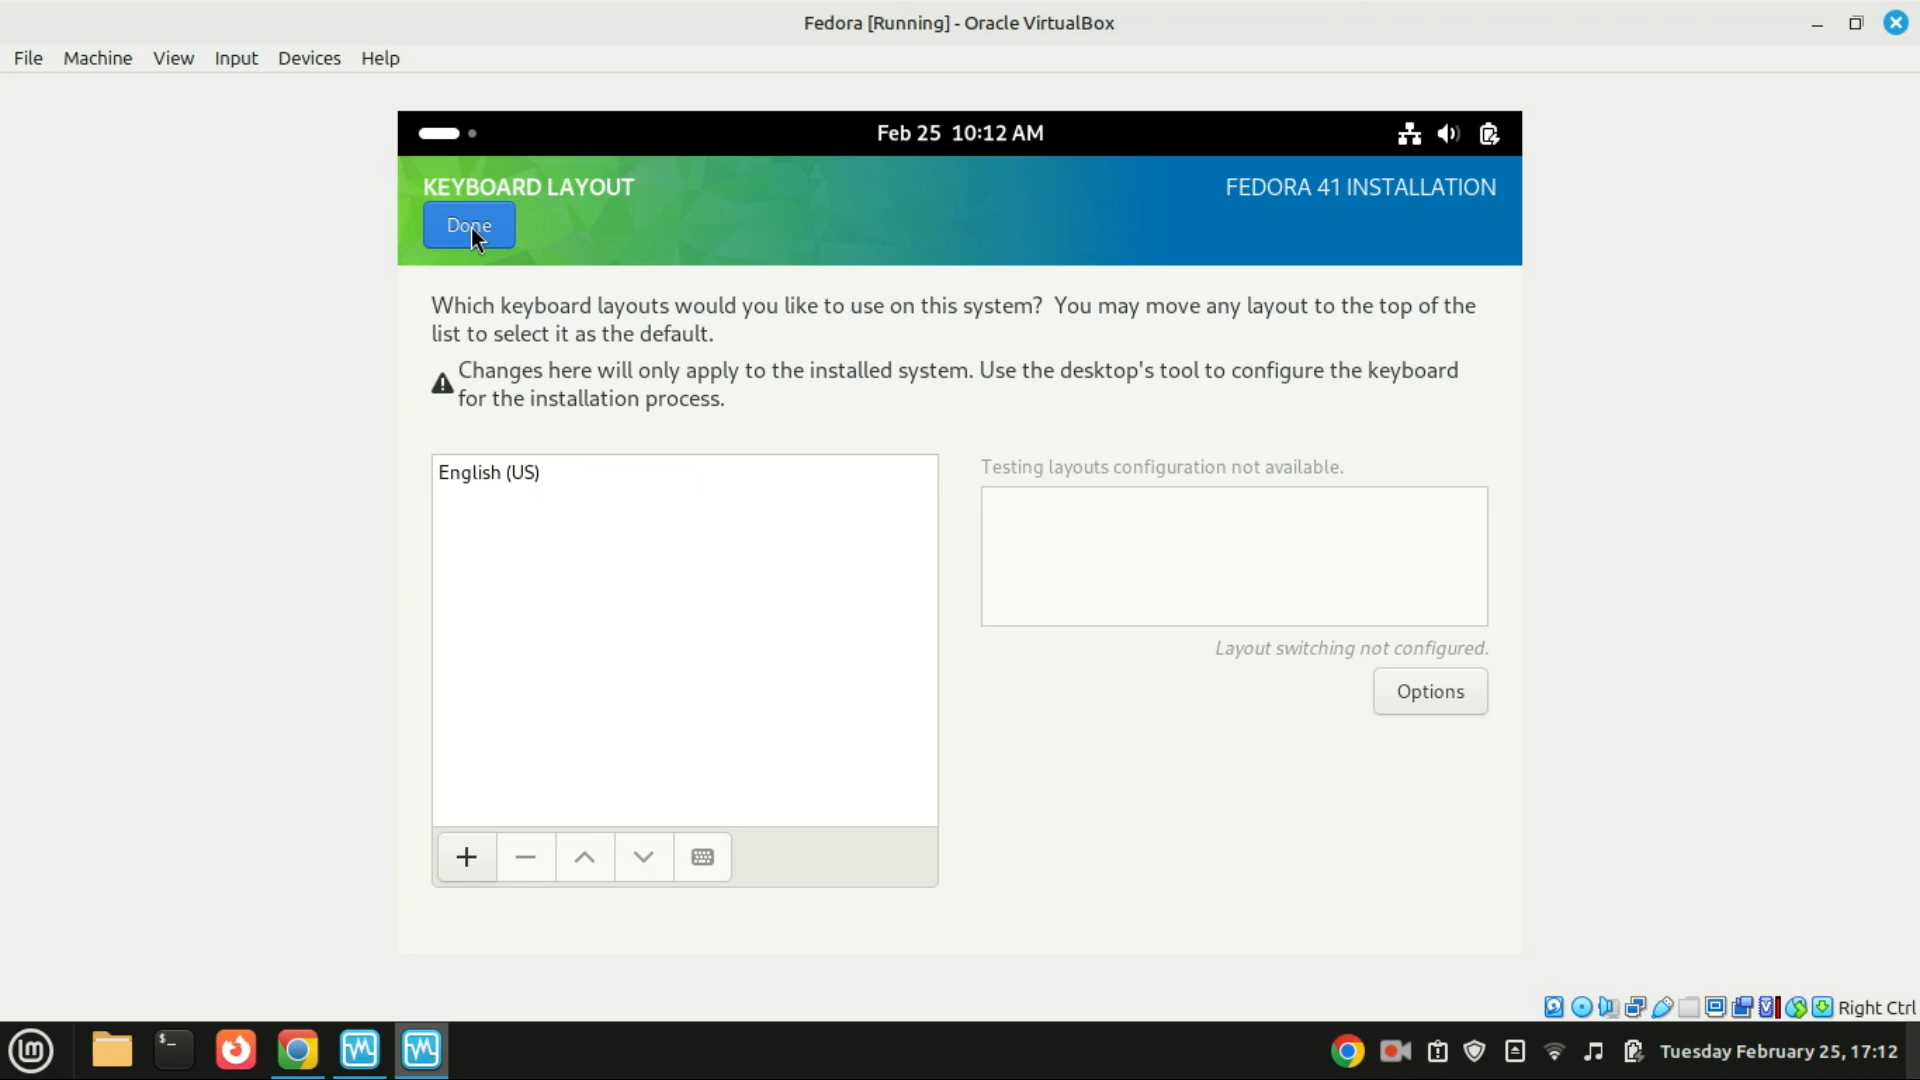 Fedora [Running] - Oracle VirtualBox
File Machine View Input Devices Help
Feb 25 10:12 AM
KEYBOARD LAYOUT
FEDORA 41 INSTALLATION
Done
Which keyboard layouts would you like to use on this system? You may move any layout to the top of the
list to select it as the default.
Changes here will only apply to the installed system. Use the desktop's tool to configure the keyboard
for the installation process.
English (US)
Testing layouts configuration not available.
Layout switching not configured.
Options
Right Ctrl
Tuesday February 25, 17:12